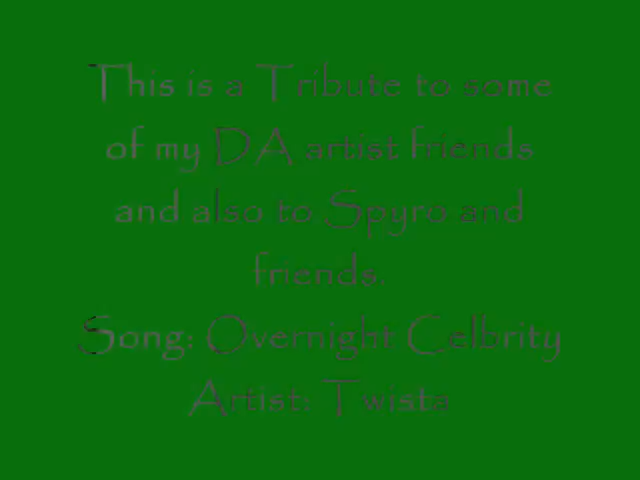 This is a Tribute to some
of my DA artist friends
and also to Spyro and
friends.
Song: Overnight Celbrity
Artist: Twista